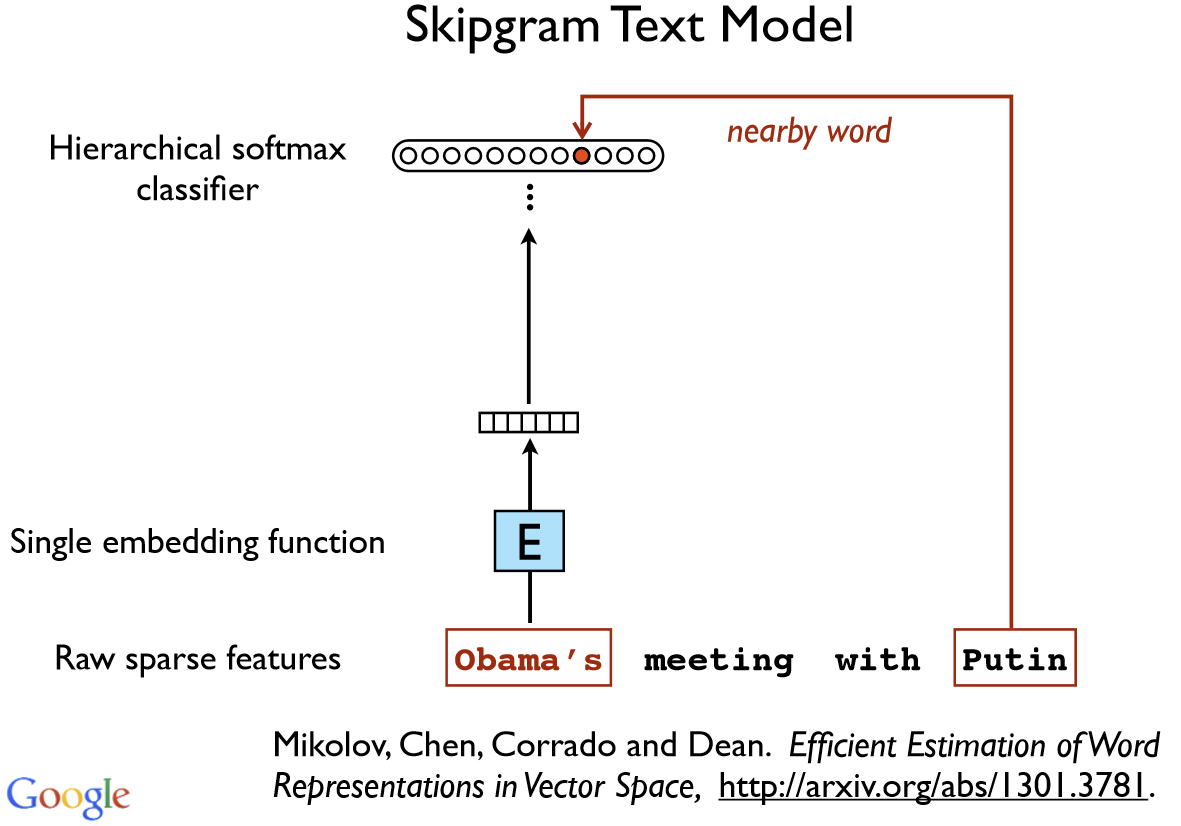 Skipgram Text Model
Hierarchical softmax
classifier
nearby word
Single embedding function
E
Raw sparse features
Obama's meeting with Putin
Mikolov, Chen, Corrado and Dean. Efficient Estimation of Word
Representations in Vector Space, http://arxiv.org/abs/1301.3781.
Google